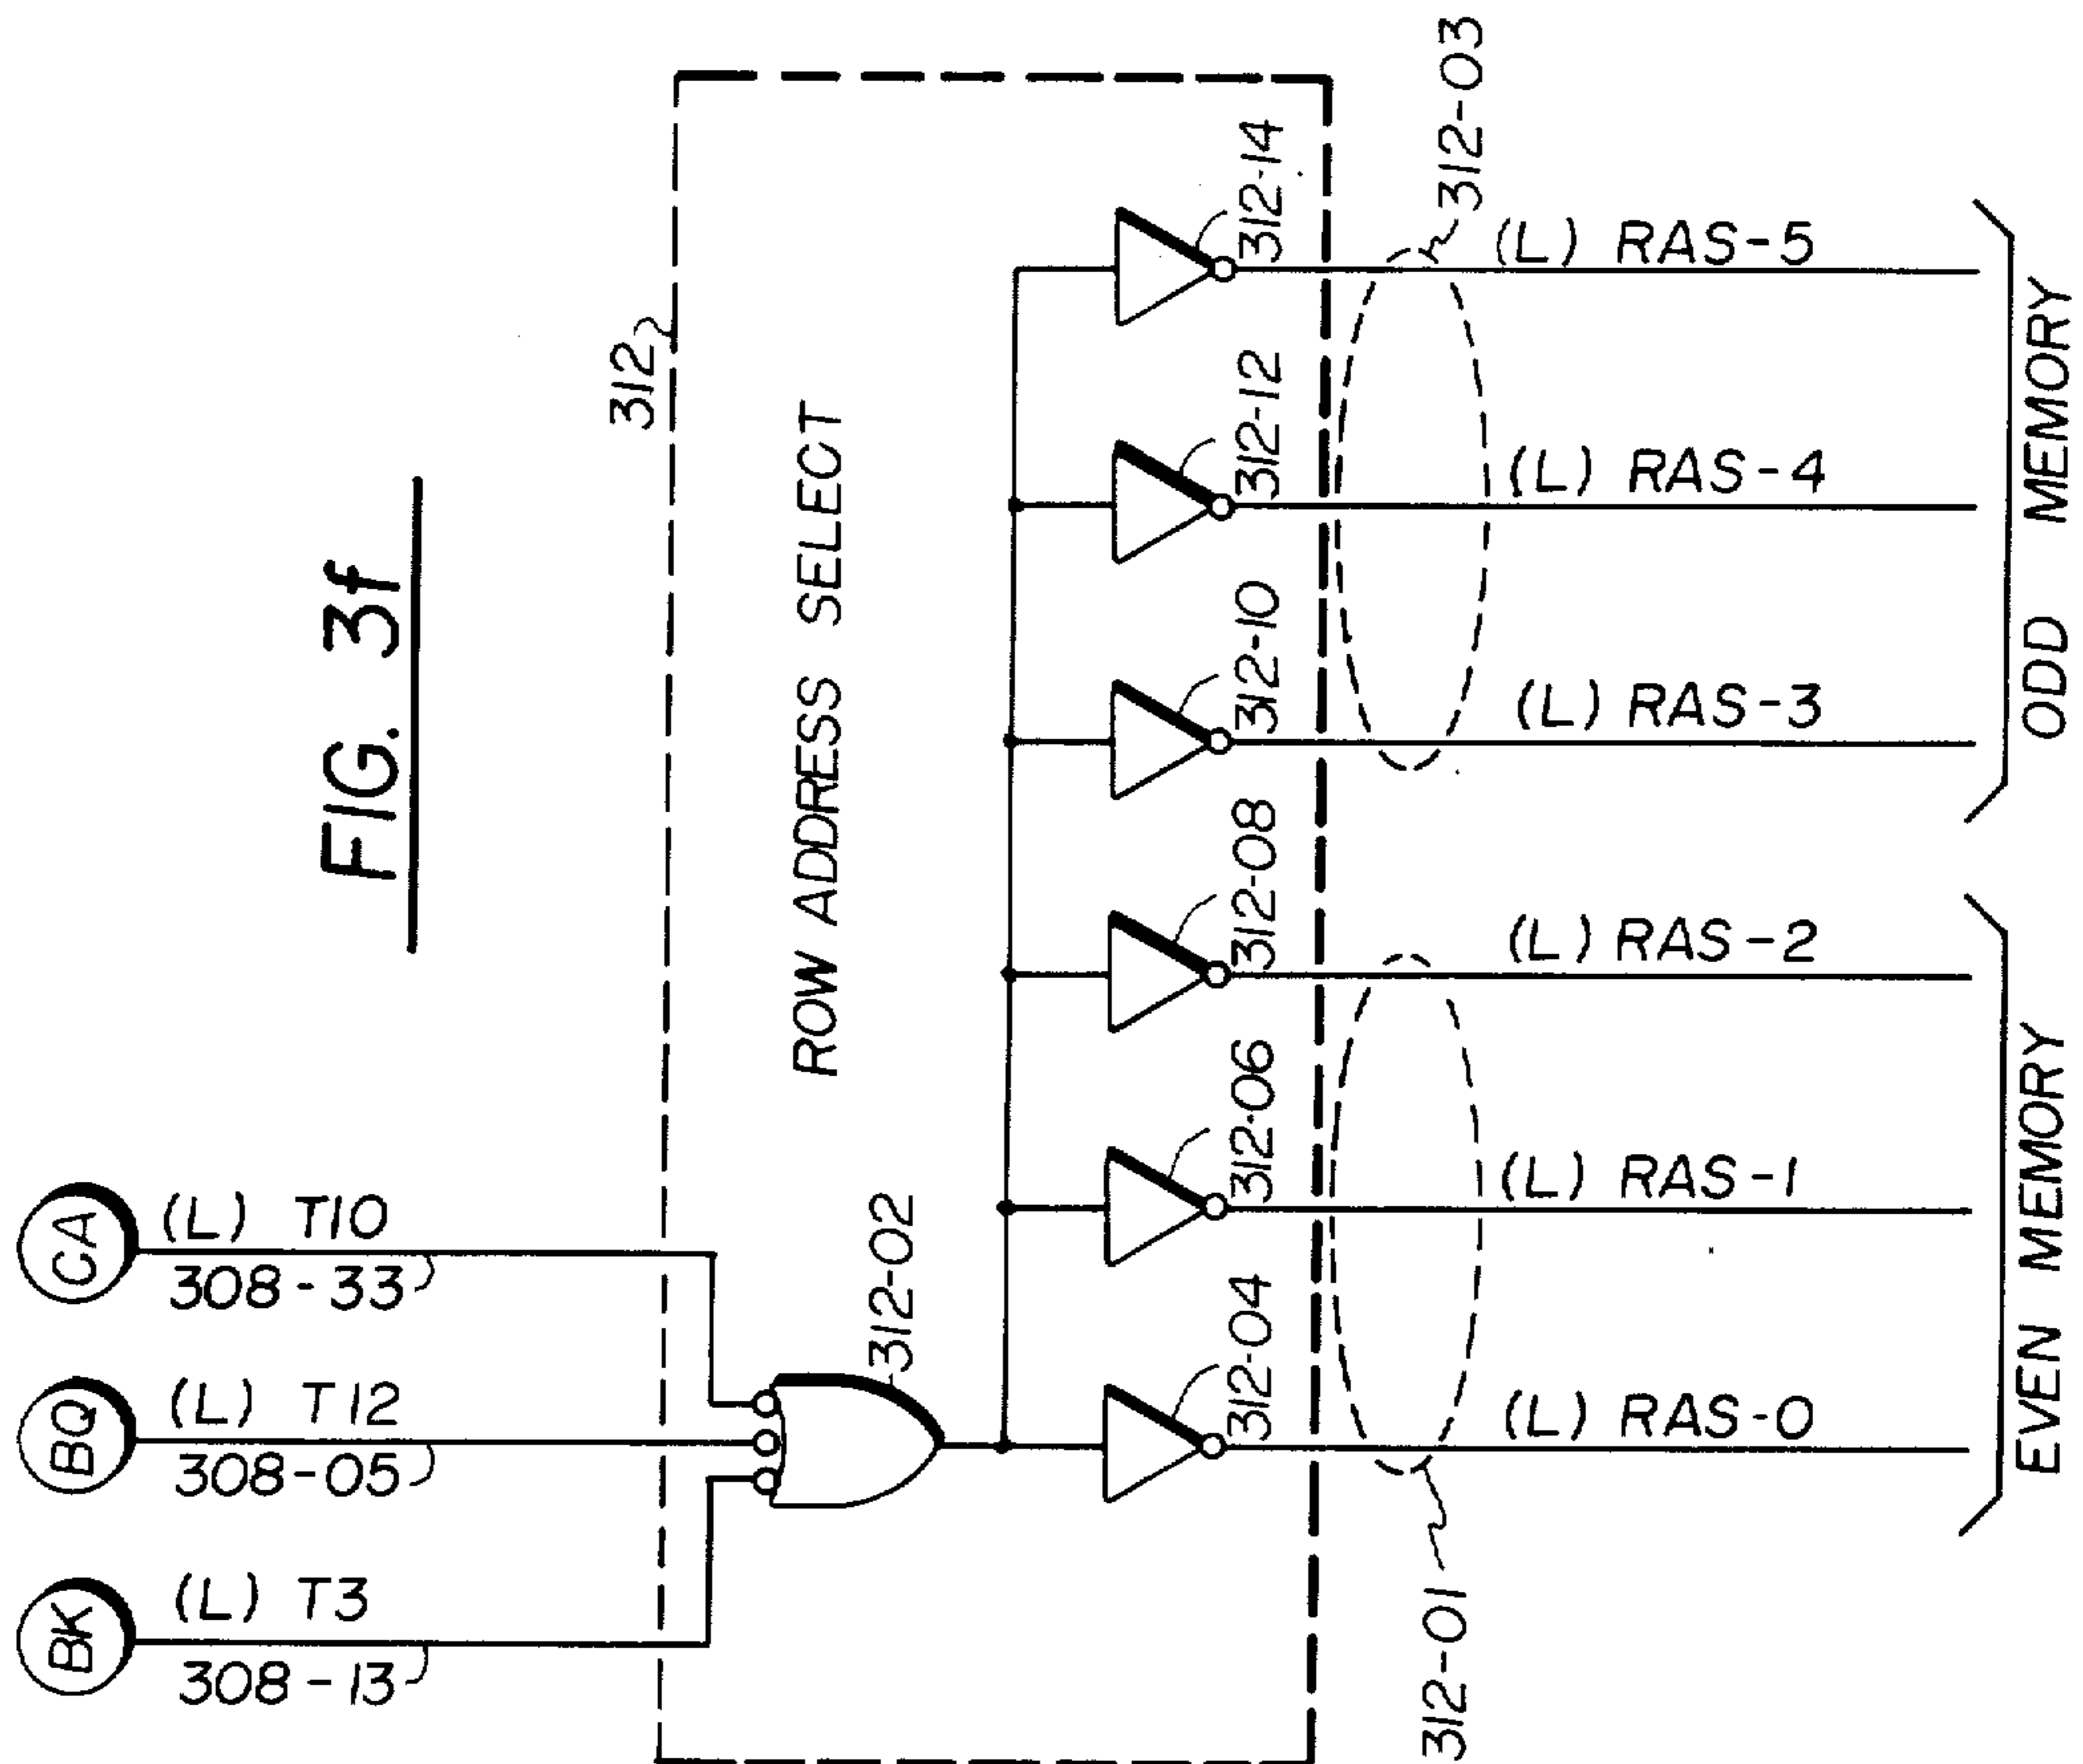 FIG. 3f
312
ROW ADDRESS SELECT
CA
(L) T10
308-33
BQ
(L) T12
308-05
BK
(L) T3
308-13
312-02
312-14
312-12
312-10
312-08
312-06
312-04
312-03
312-01
(L) RAS-5
(L) RAS-4
(L) RAS-3
(L) RAS-2
(L) RAS-1
(L) RAS-0
ODD MEMORY
EVEN MEMORY